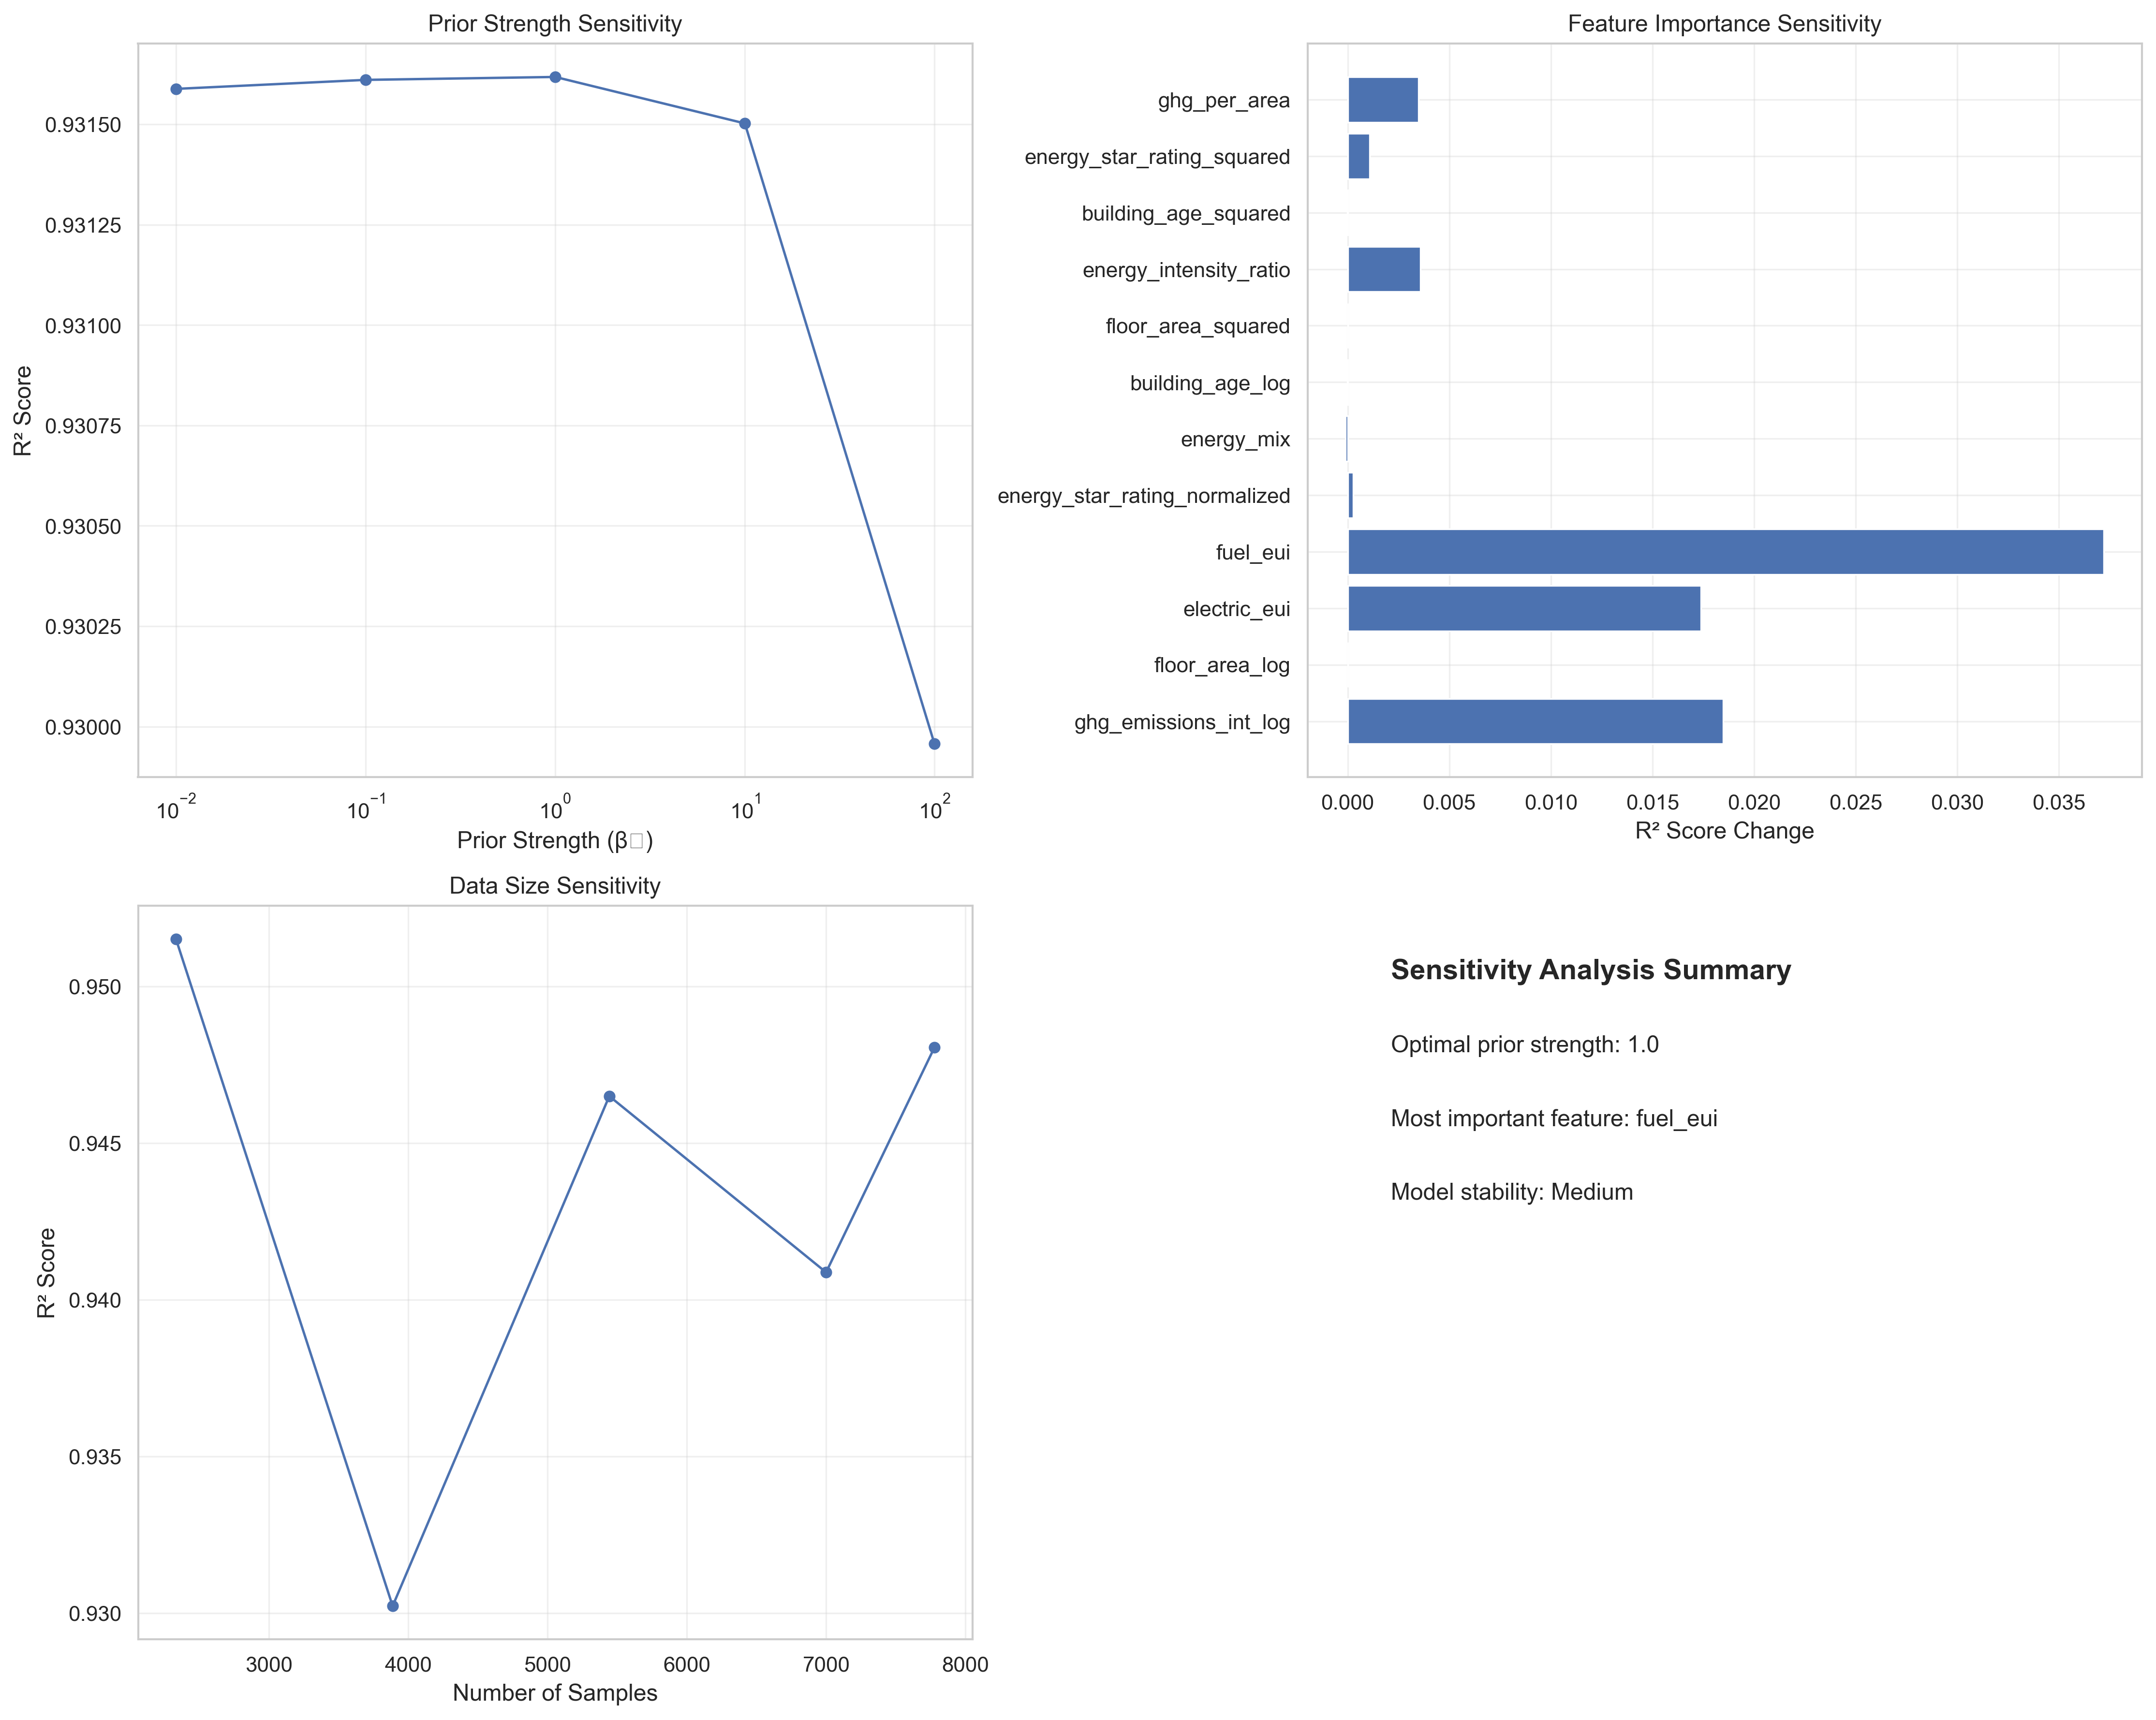 Prior Strength Sensitivity
R² Score
0.93150
0.93125
0.93100
0.93075
0.93050
0.93025
0.93000
10⁻² 10⁻¹ 10⁰ 10¹ 10²
Prior Strength (β□)
Feature Importance Sensitivity
ghg_per_area
energy_star_rating_squared
building_age_squared
energy_intensity_ratio
floor_area_squared
building_age_log
energy_mix
energy_star_rating_normalized
fuel_eui
electric_eui
floor_area_log
ghg_emissions_int_log
0.000 0.005 0.010 0.015 0.020 0.025 0.030 0.035
R² Score Change
Data Size Sensitivity
R² Score
0.950
0.945
0.940
0.935
0.930
3000 4000 5000 6000 7000 8000
Number of Samples
Sensitivity Analysis Summary
Optimal prior strength: 1.0
Most important feature: fuel_eui
Model stability: Medium